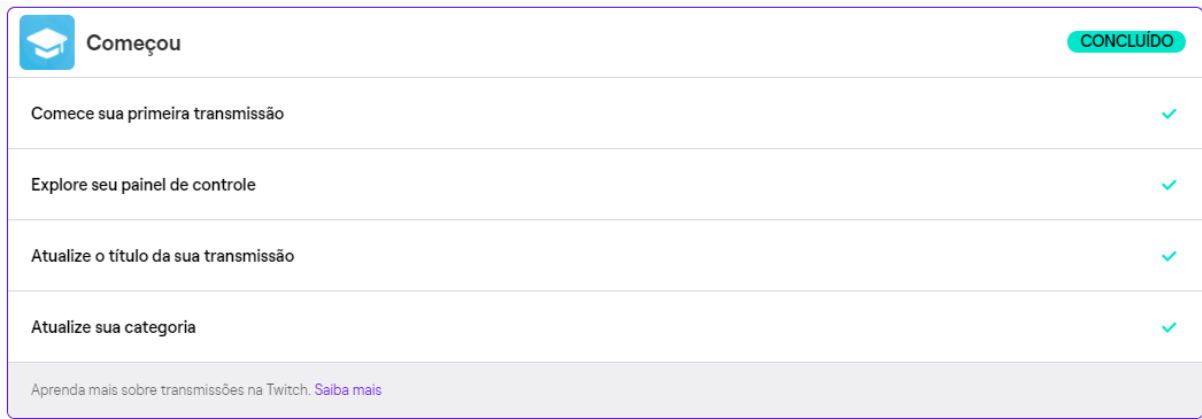 Começou
CONCLUÍDO
Comece sua primeira transmissão
Explore seu painel de controle
Atualize o título da sua transmissão
Atualize sua categoria
Aprenda mais sobre transmissões na Twitch. Saiba mais